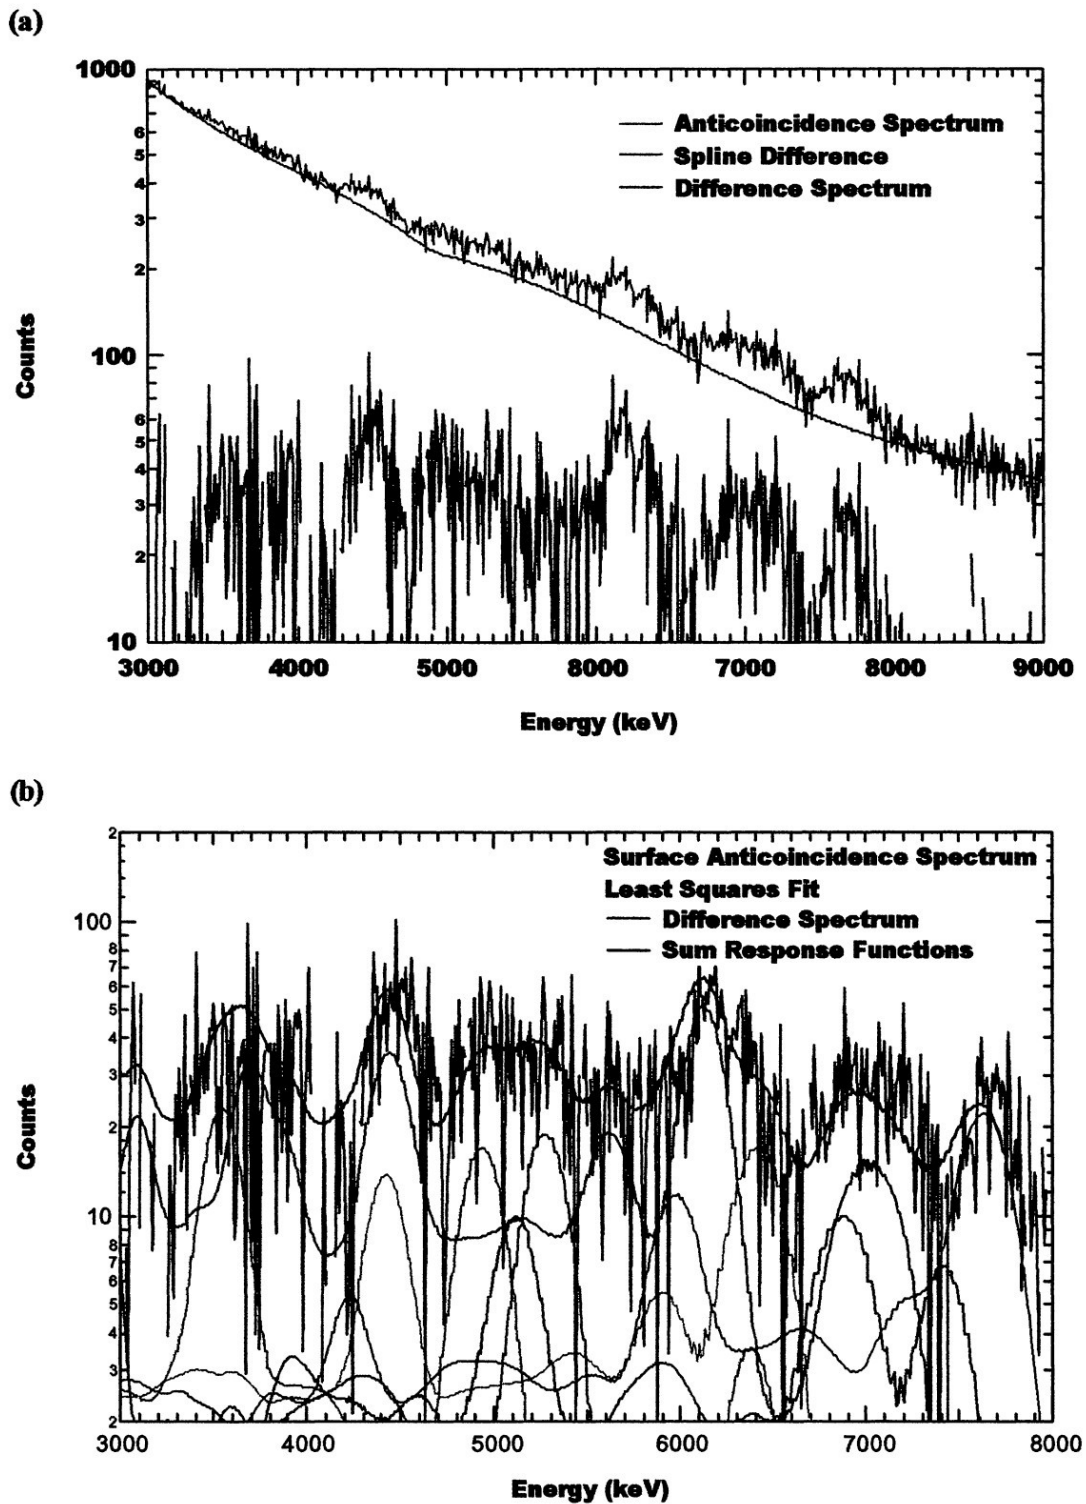 (a)
1000
6
5
4
3
2
100
6
5
4
3
2
10
Counts
Anticoincidence Spectrum
Spline Difference
Difference Spectrum
3000 4000 5000 6000 7000 8000 9000
Energy (keV)
(b)
2
100
8
7
6
5
4
3
2
10
8
7
6
5
4
3
2
Counts
Surface Anticoincidence Spectrum
Least Squares Fit
Difference Spectrum
Sum Response Functions
3000 4000 5000 6000 7000 8000
Energy (keV)